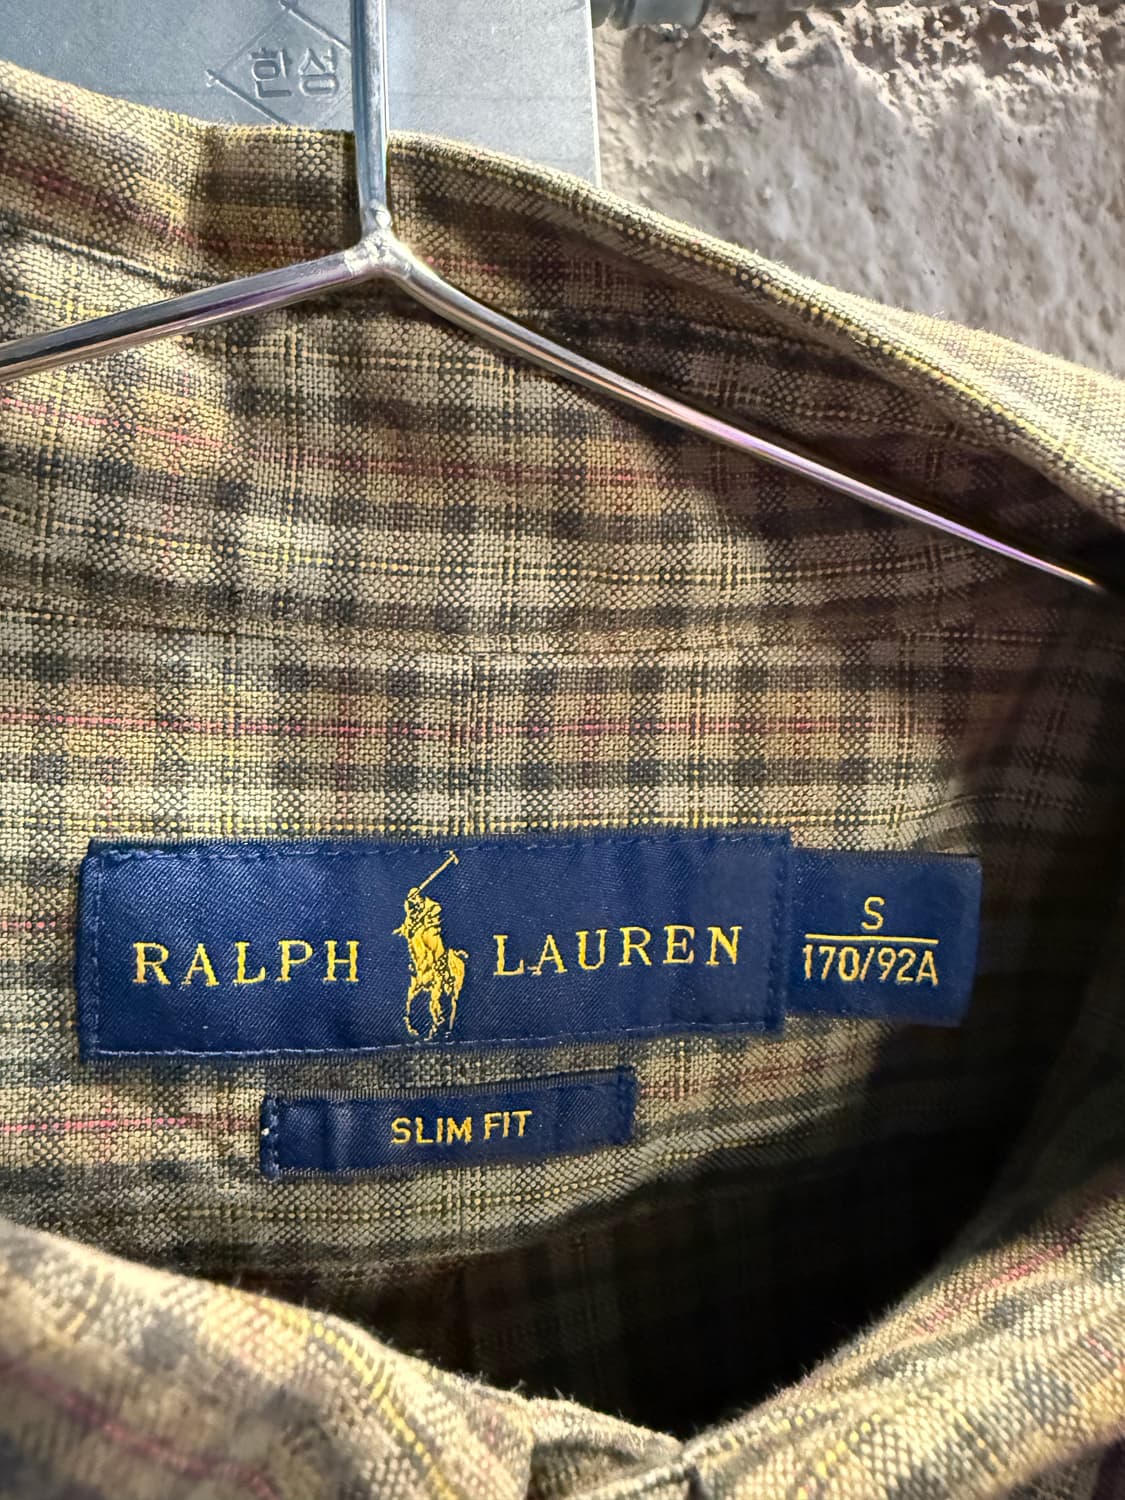 한성
RALPH LAUREN
S
170/92A
SLIM FIT